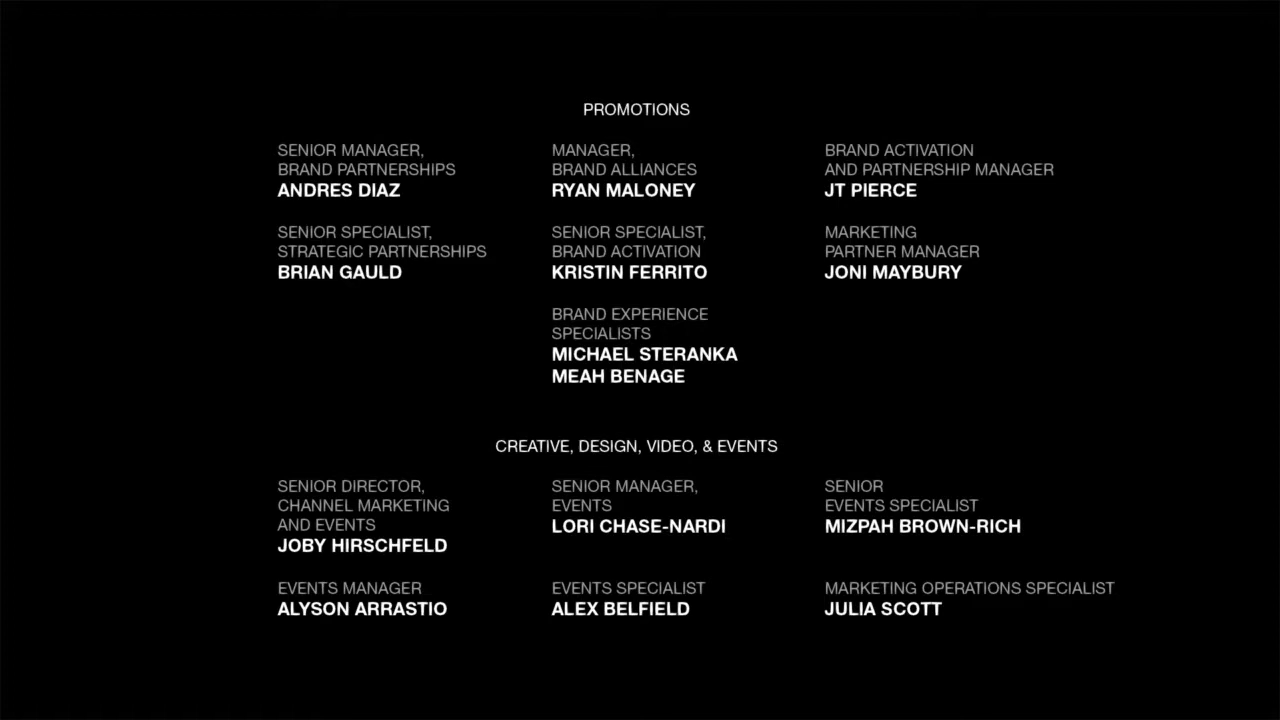 PROMOTIONS
SENIOR MANAGER,
BRAND PARTNERSHIPS
ANDRES DIAZ
MANAGER,
BRAND ALLIANCES
RYAN MALONEY
BRAND ACTIVATION
AND PARTNERSHIP MANAGER
JT PIERCE
SENIOR SPECIALIST,
STRATEGIC PARTNERSHIPS
BRIAN GAULD
SENIOR SPECIALIST,
BRAND ACTIVATION
KRISTIN FERRITO
MARKETING
PARTNER MANAGER
JONI MAYBURY
BRAND EXPERIENCE
SPECIALISTS
MICHAEL STERANKA
MEAH BENAGE
CREATIVE, DESIGN, VIDEO, & EVENTS
SENIOR DIRECTOR,
CHANNEL MARKETING
AND EVENTS
JOBY HIRSCHFELD
SENIOR MANAGER,
EVENTS
LORI CHASE-NARDI
SENIOR
EVENTS SPECIALIST
MIZPAH BROWN-RICH
EVENTS MANAGER
ALYSON ARRASTIO
EVENTS SPECIALIST
ALEX BELFIELD
MARKETING OPERATIONS SPECIALIST
JULIA SCOTT